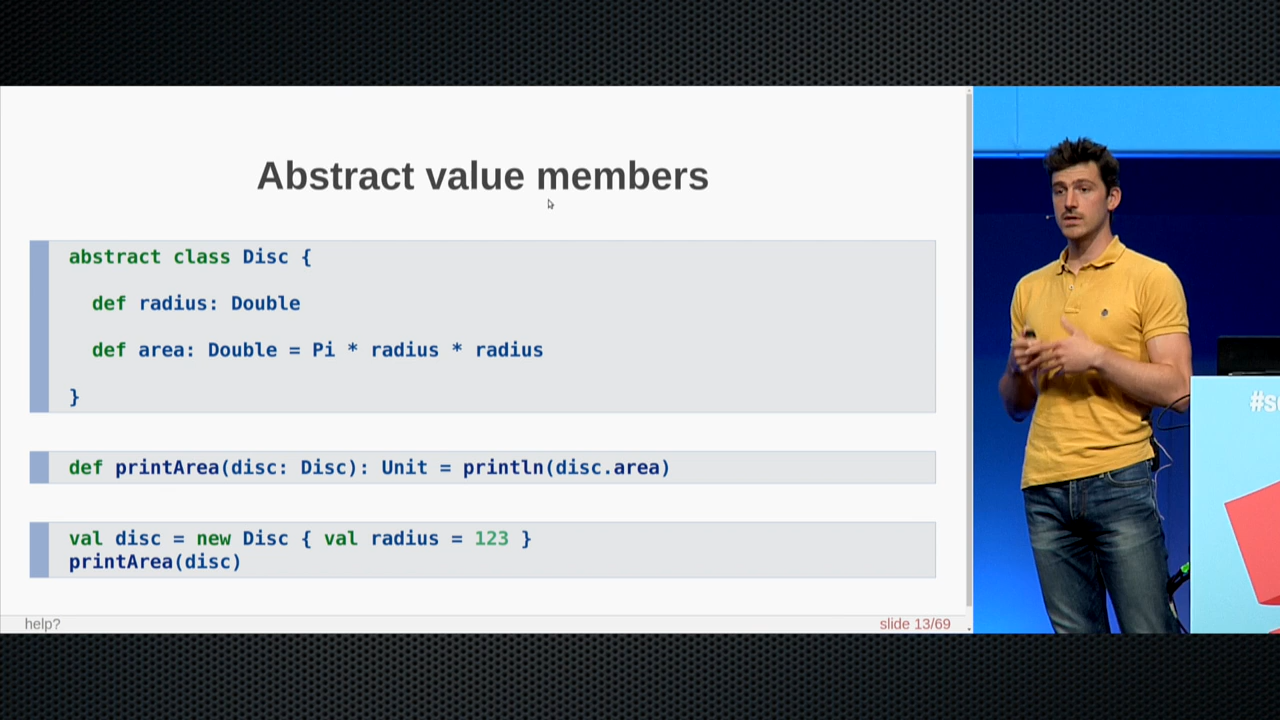 Abstract value members
abstract class Disc {
def radius: Double
def area: Double = Pi * radius * radius
}
def printArea(disc: Disc): Unit = println(disc.area)
val disc = new Disc { val radius = 123 }
printArea(disc)
help?
slide 13/69